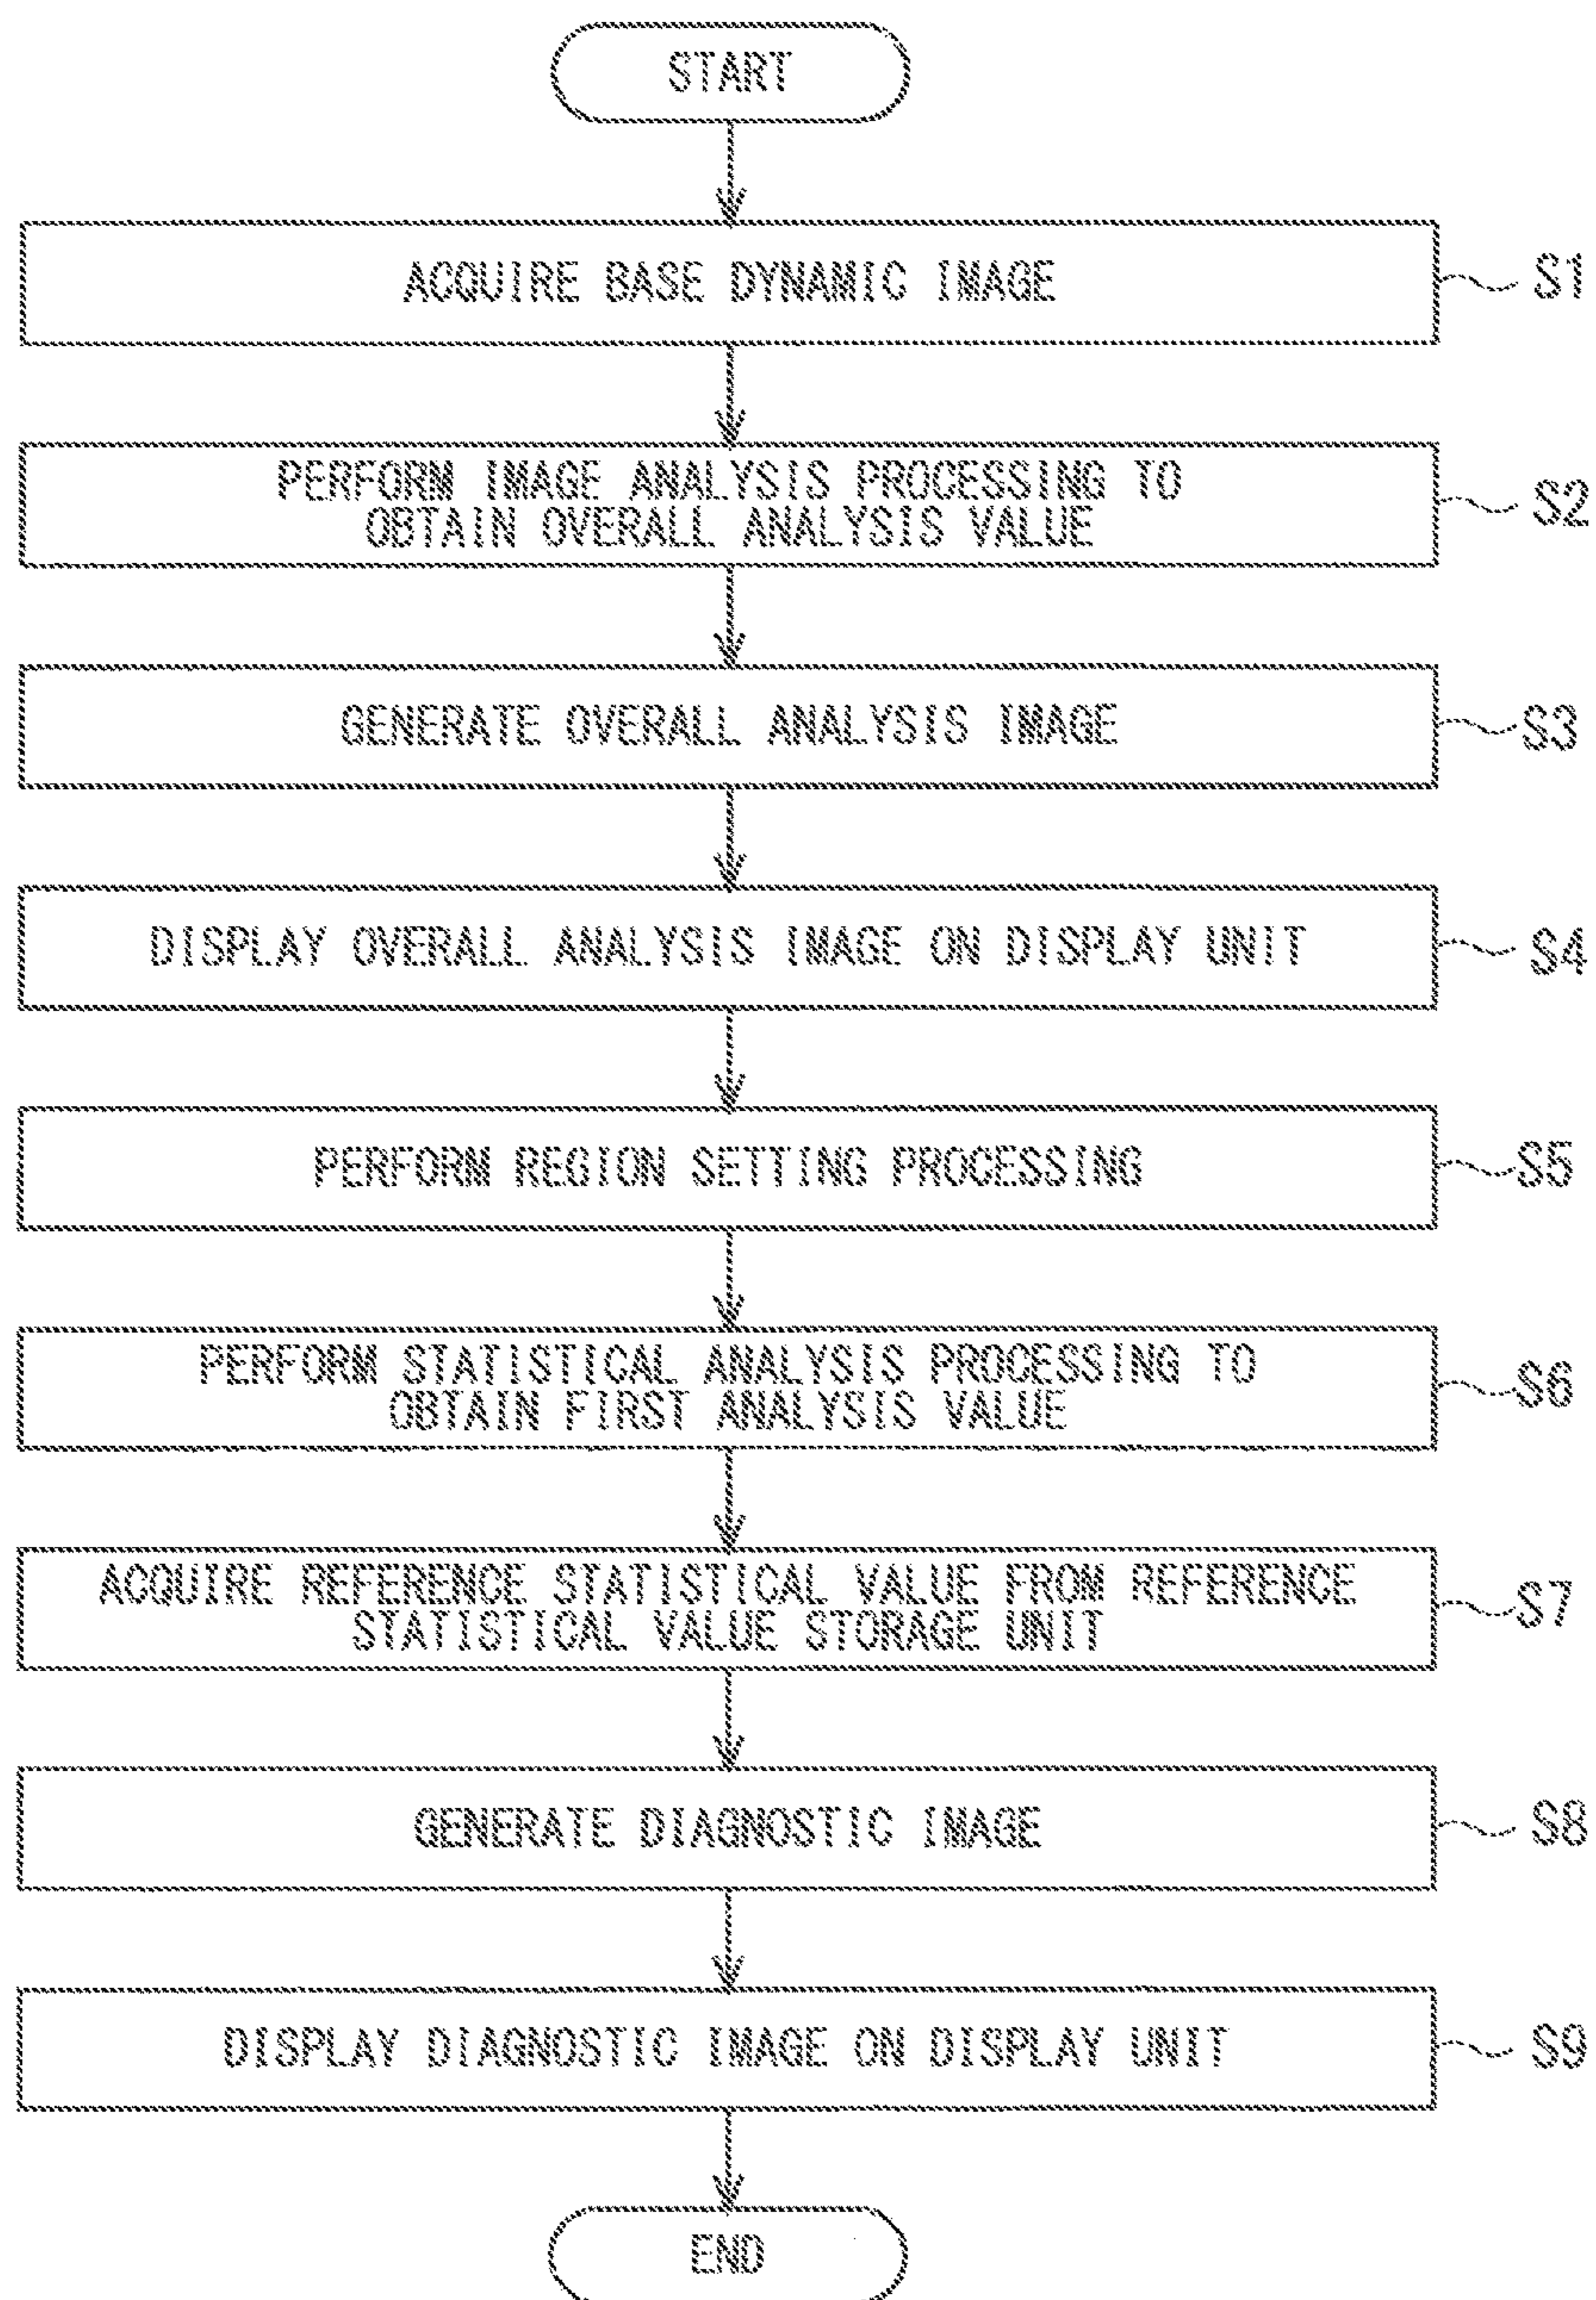 START
ACQUIRE BASE DYNAMIC IMAGE
S1
PERFORM IMAGE ANALYSIS PROCESSING TO
OBTAIN OVERALL ANALYSIS VALUE
S2
GENERATE OVERALL ANALYSIS IMAGE
S3
DISPLAY OVERALL ANALYSIS IMAGE ON DISPLAY UNIT
S4
PERFORM REGION SETTING PROCESSING
S5
PERFORM STATISTICAL ANALYSIS PROCESSING TO
OBTAIN FIRST ANALYSIS VALUE
S6
ACQUIRE REFERENCE STATISTICAL VALUE FROM REFERENCE
STATISTICAL VALUE STORAGE UNIT
S7
GENERATE DIAGNOSTIC IMAGE
S8
DISPLAY DIAGNOSTIC IMAGE ON DISPLAY UNIT
S9
END